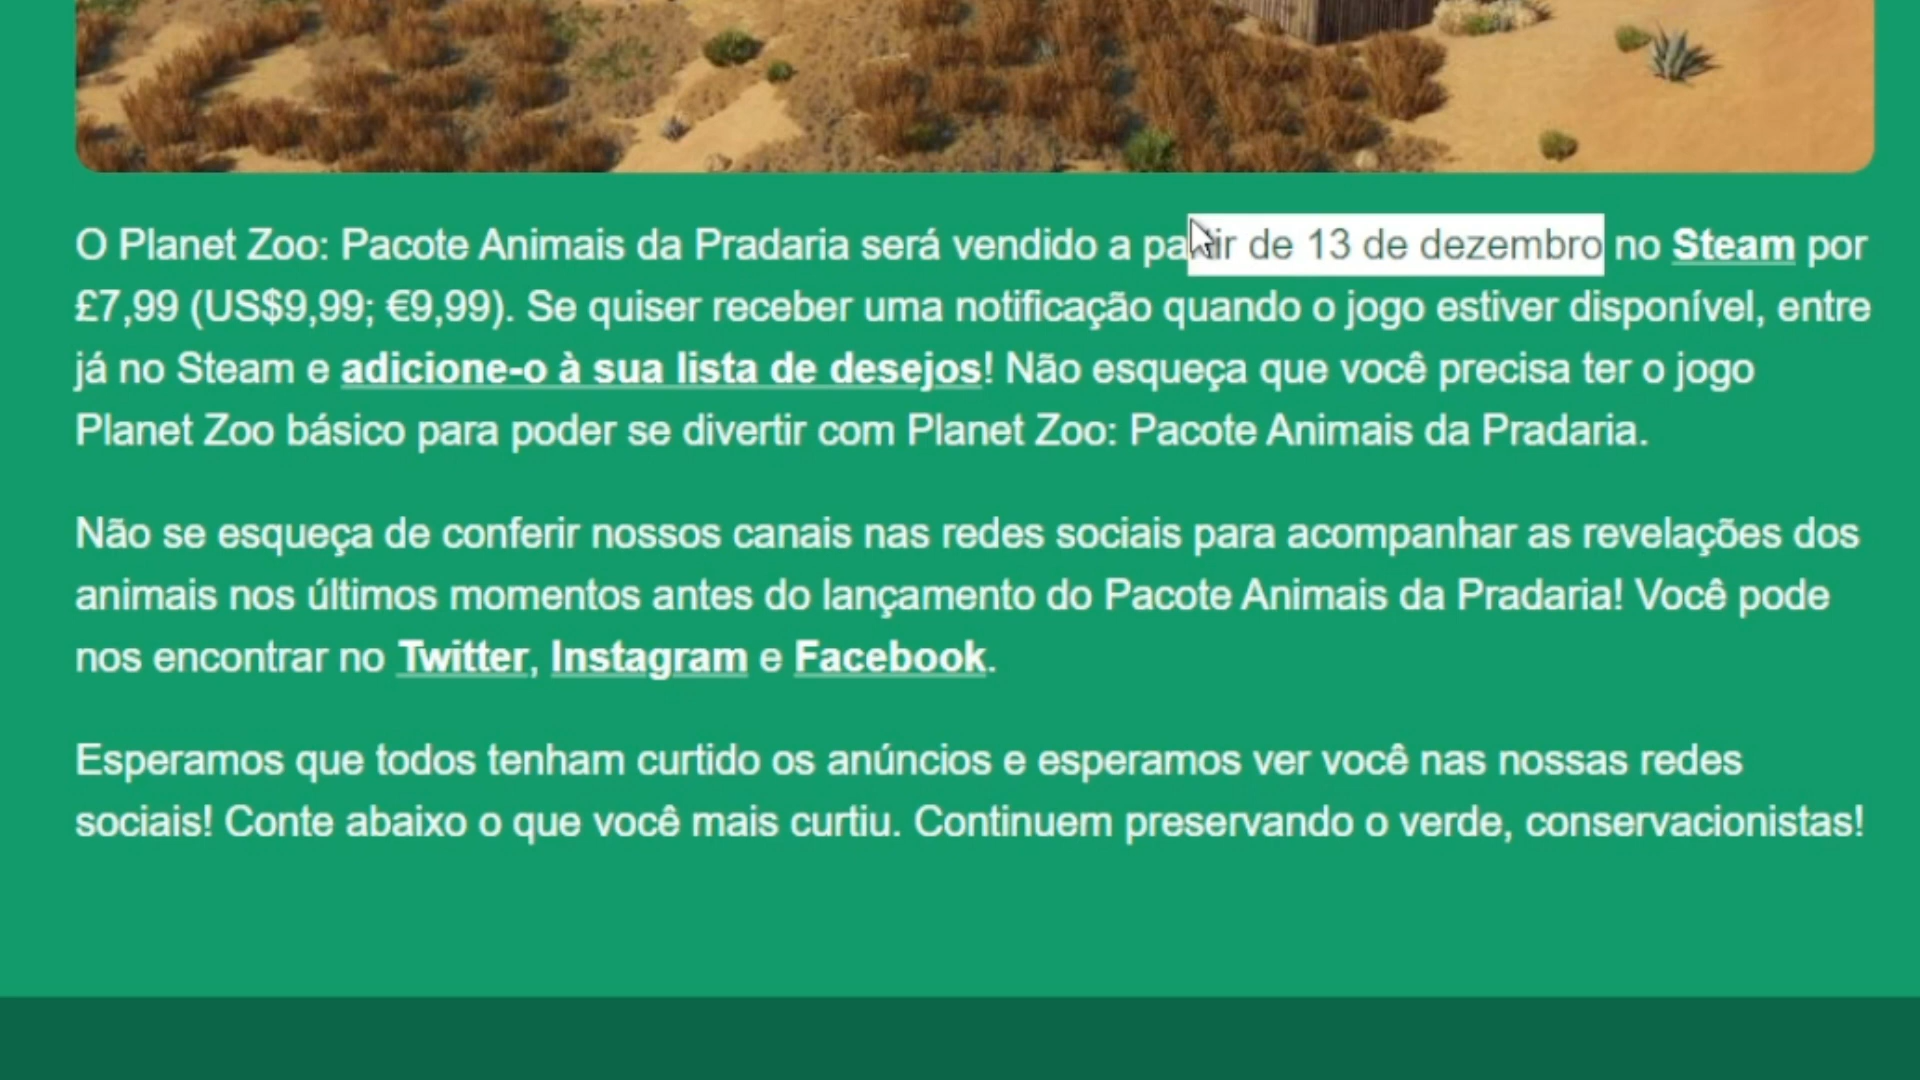 O Planet Zoo: Pacote Animais da Pradaria será vendido a partir de 13 de dezembro no Steam por
£7,99 (US$9,99; €9,99). Se quiser receber uma notificação quando o jogo estiver disponível, entre
já no Steam e adicione-o à sua lista de desejos! Não esqueça que você precisa ter o jogo
Planet Zoo básico para poder se divertir com Planet Zoo: Pacote Animais da Pradaria.
Não se esqueça de conferir nossos canais nas redes sociais para acompanhar as revelações dos
animais nos últimos momentos antes do lançamento do Pacote Animais da Pradaria! Você pode
nos encontrar no Twitter, Instagram e Facebook.
Esperamos que todos tenham curtido os anúncios e esperamos ver você nas nossas redes
sociais! Conte abaixo o que você mais curtiu. Continuem preservando o verde, conservacionistas!